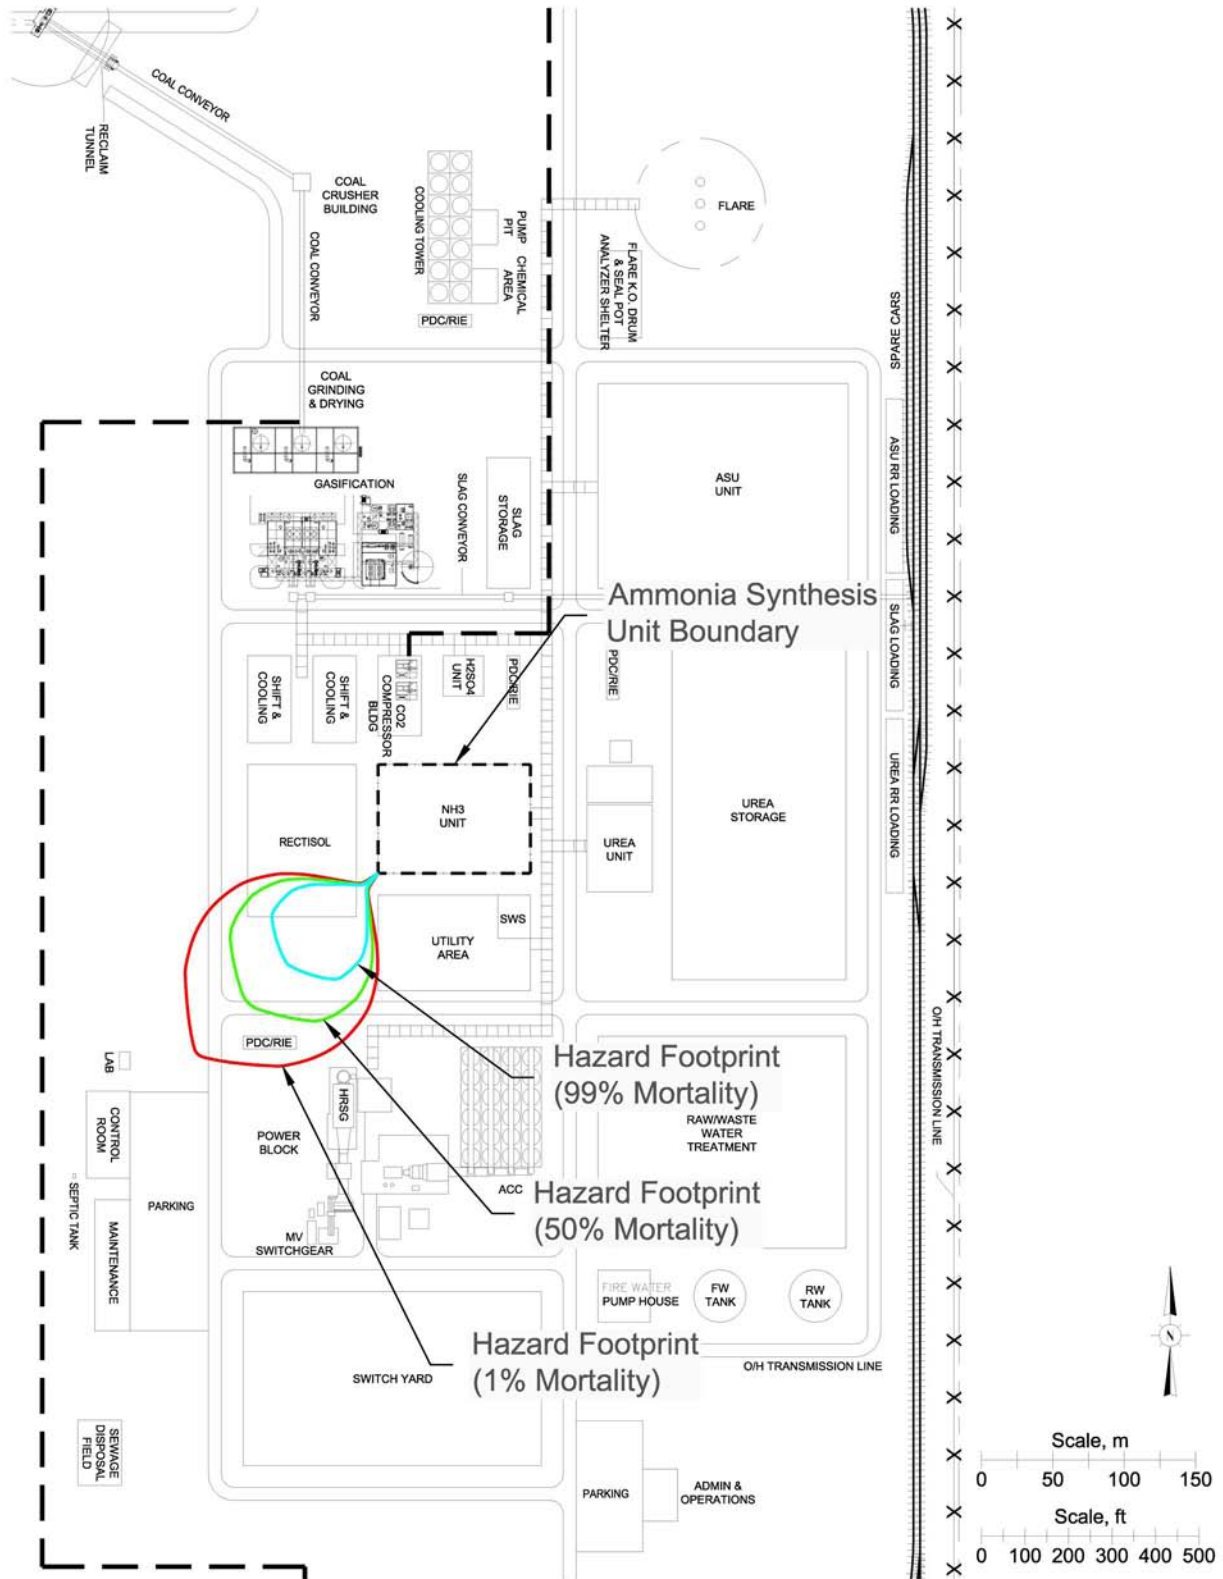 COAL CONVEYOR
RECLAIM
TUNNEL
COAL
CRUSHER
BUILDING
COAL CONVEYOR
COOLING TOWER
PUMP
PIT
CHEMICAL
AREA
PDC/RIE
FLARE
FLARE K.O. DRUM
& SEAL POT
ANALYZER SHELTER
SPARE CARS
COAL
GRINDING
& DRYING
GASIFICATION
SLAG CONVEYOR
SLAG
STORAGE
ASU
UNIT
ASU RR LOADING
Ammonia Synthesis
Unit Boundary
SLAG LOADING
SHIFT &
COOLING
SHIFT &
COOLING
CO2
COMPRESSOR
BLDG
H2SO4
UNIT
PDC/RIE
PDC/RIE
UREA RR LOADING
NH3
UNIT
RECTISOL
UREA
UNIT
UREA
STORAGE
SWS
UTILITY
AREA
O/H TRANSMISSION LINE
PDC/RIE
LAB
Hazard Footprint
(99% Mortality)
HRSG
CONTROL
ROOM
POWER
BLOCK
RAW/WASTE
WATER
TREATMENT
ACC
Hazard Footprint
(50% Mortality)
SEPTIC TANK
PARKING
MAINTENANCE
MV
SWITCHGEAR
FIRE WATER
PUMP HOUSE
FW
TANK
RW
TANK
N
Hazard Footprint
(1% Mortality)
SWITCH YARD
O/H TRANSMISSION LINE
SEWAGE
DISPOSAL
FIELD
PARKING
ADMIN &
OPERATIONS
Scale, m
0 50 100 150
Scale, ft
0 100 200 300 400 500